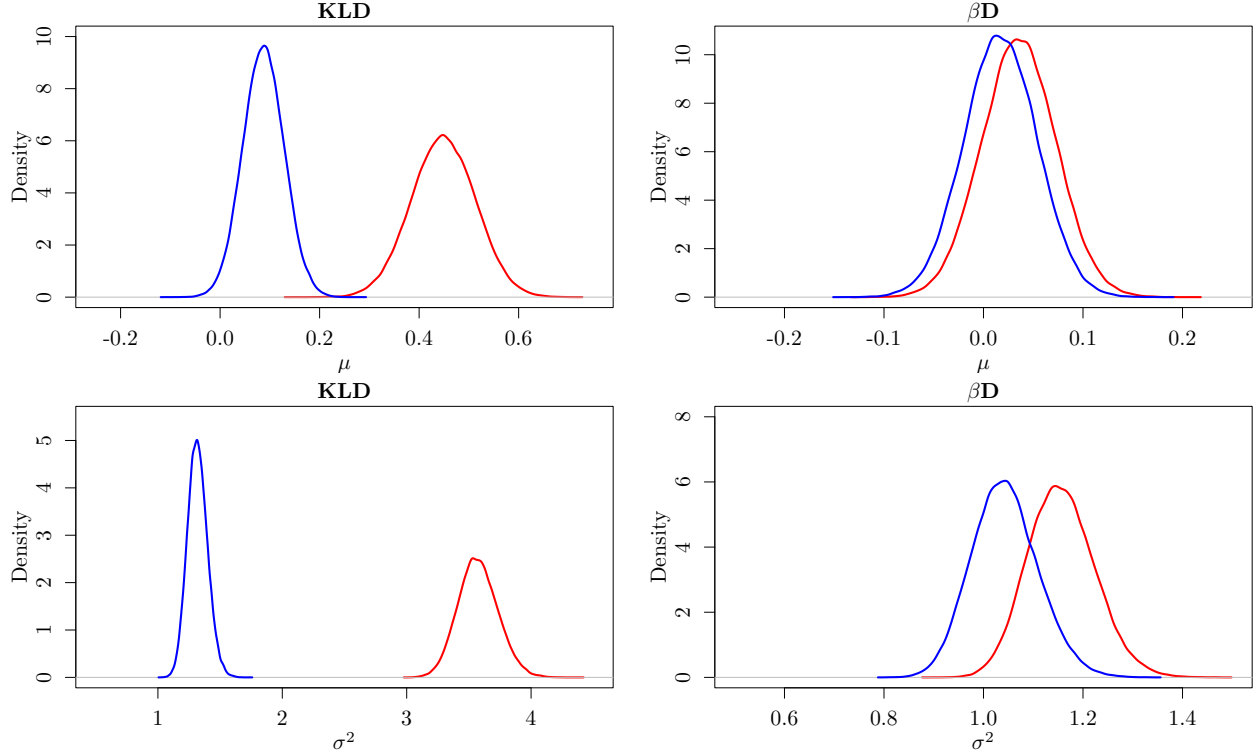 KLD
Density
0 2 4 6 8 10
-0.2 0.0 0.2 0.4 0.6
μ
βD
Density
0 2 4 6 8 10
-0.2 -0.1 0.0 0.1 0.2
μ
KLD
Density
0 1 2 3 4 5
1 2 3 4
σ²
βD
Density
0 2 4 6 8
0.6 0.8 1.0 1.2 1.4
σ²